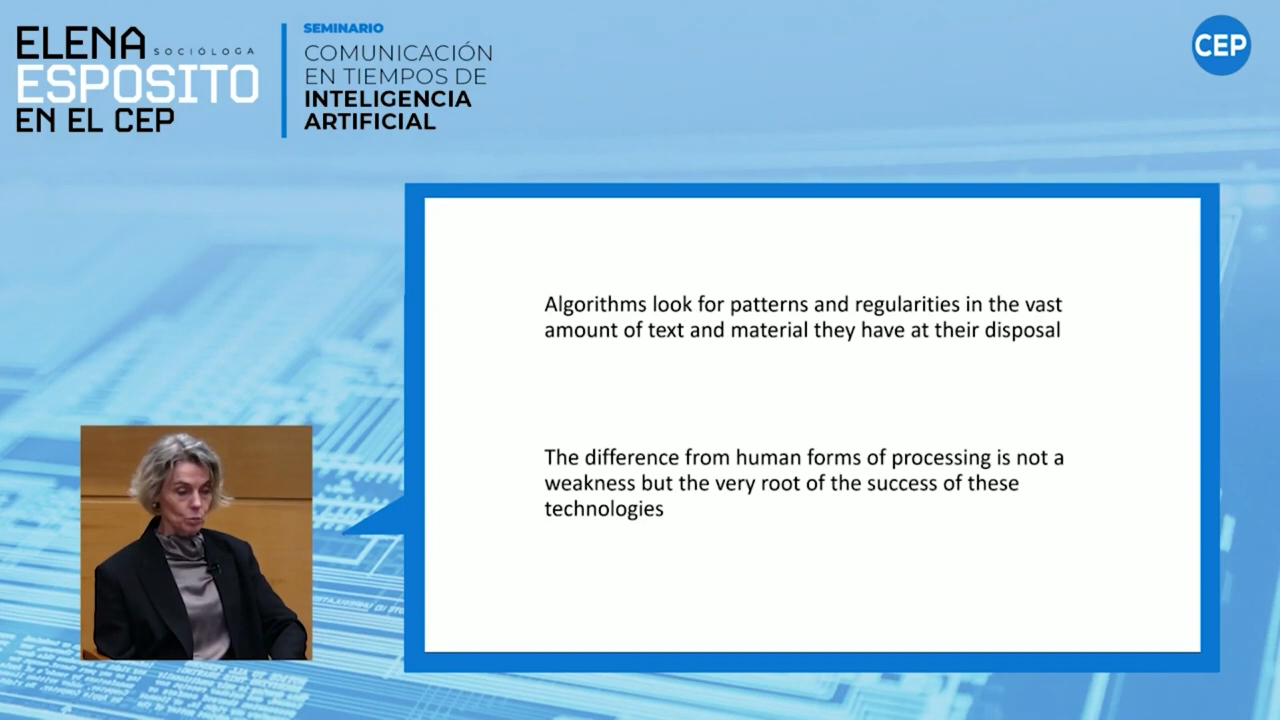 ELENA
SOCIÓLOGA
ESPOSITO
EN EL CEP
SEMINARIO
COMUNICACIÓN
EN TIEMPOS DE
INTELIGENCIA
ARTIFICIAL
CEP
Algorithms look for patterns and regularities in the vast
amount of text and material they have at their disposal
The difference from human forms of processing is not a
weakness but the very root of the success of these
technologies